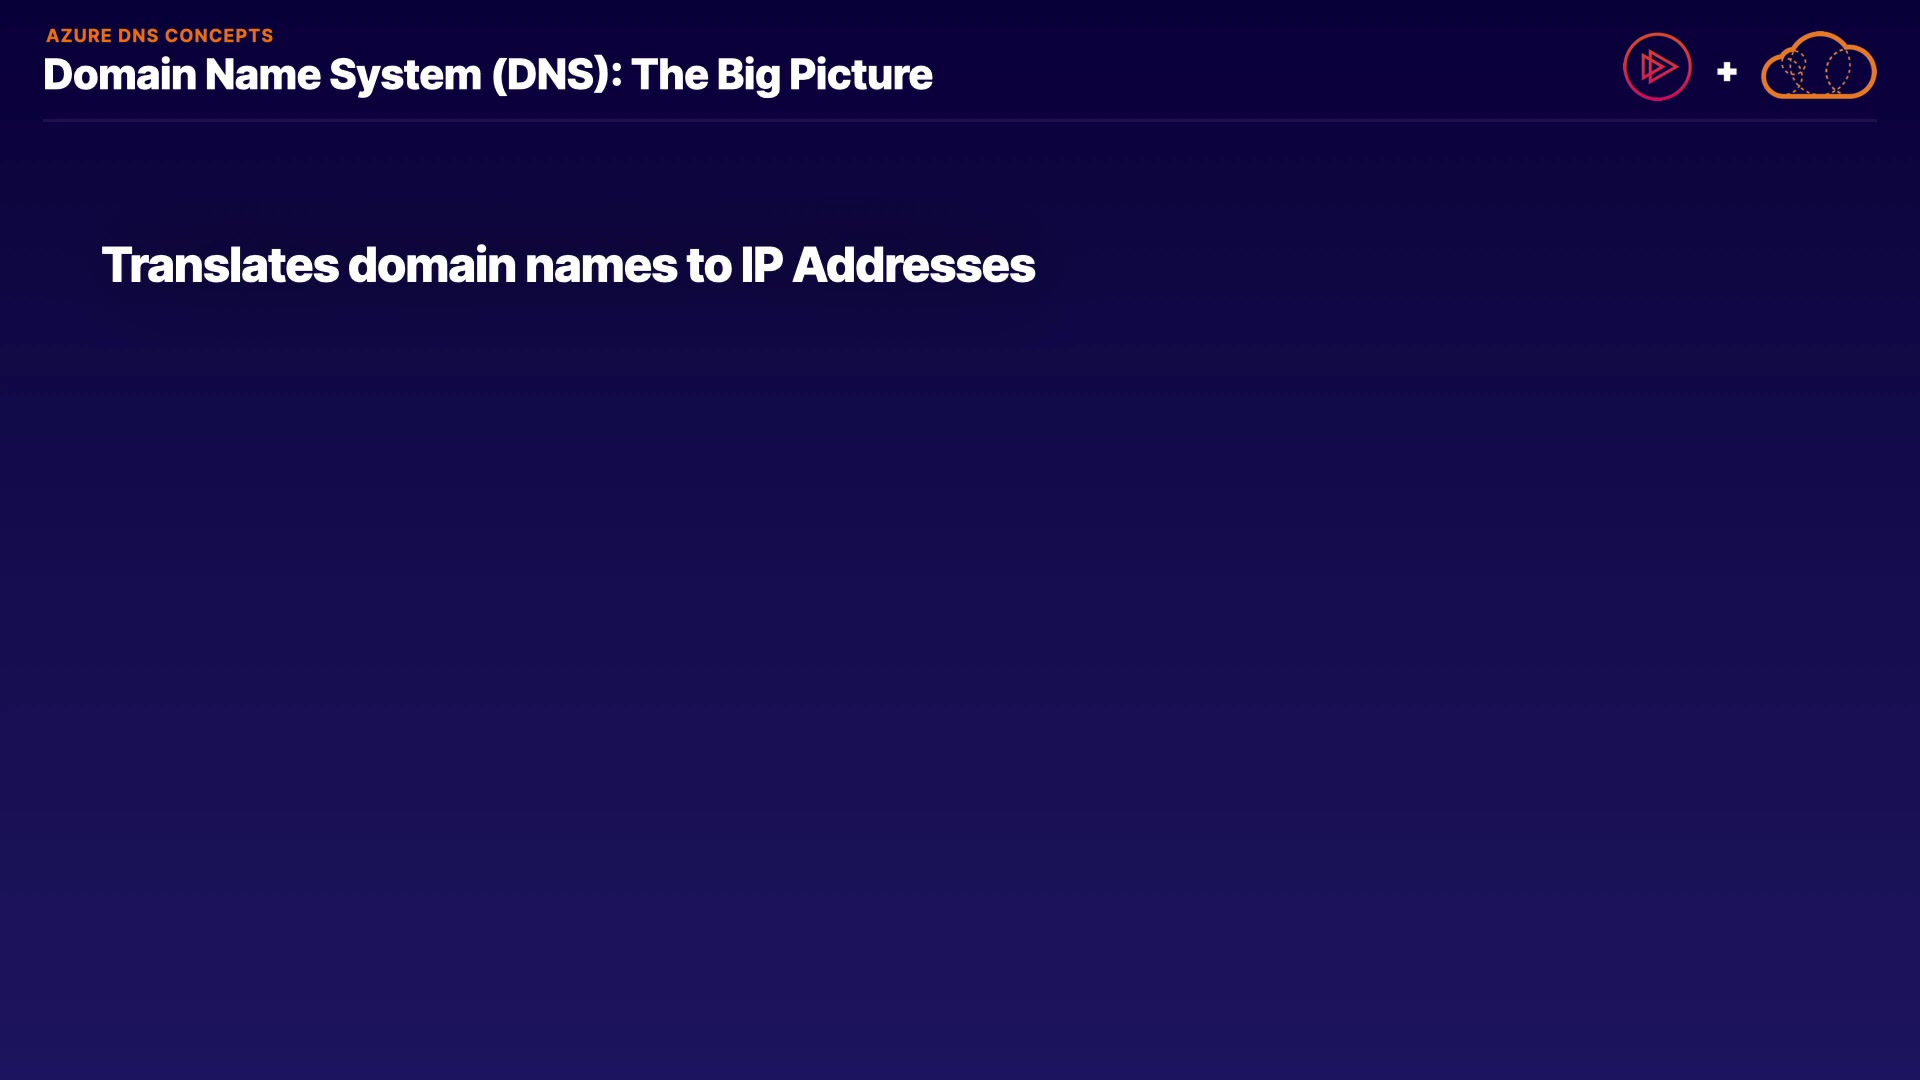 AZURE DNS CONCEPTS
Domain Name System (DNS): The Big Picture
Translates domain names to IP Addresses